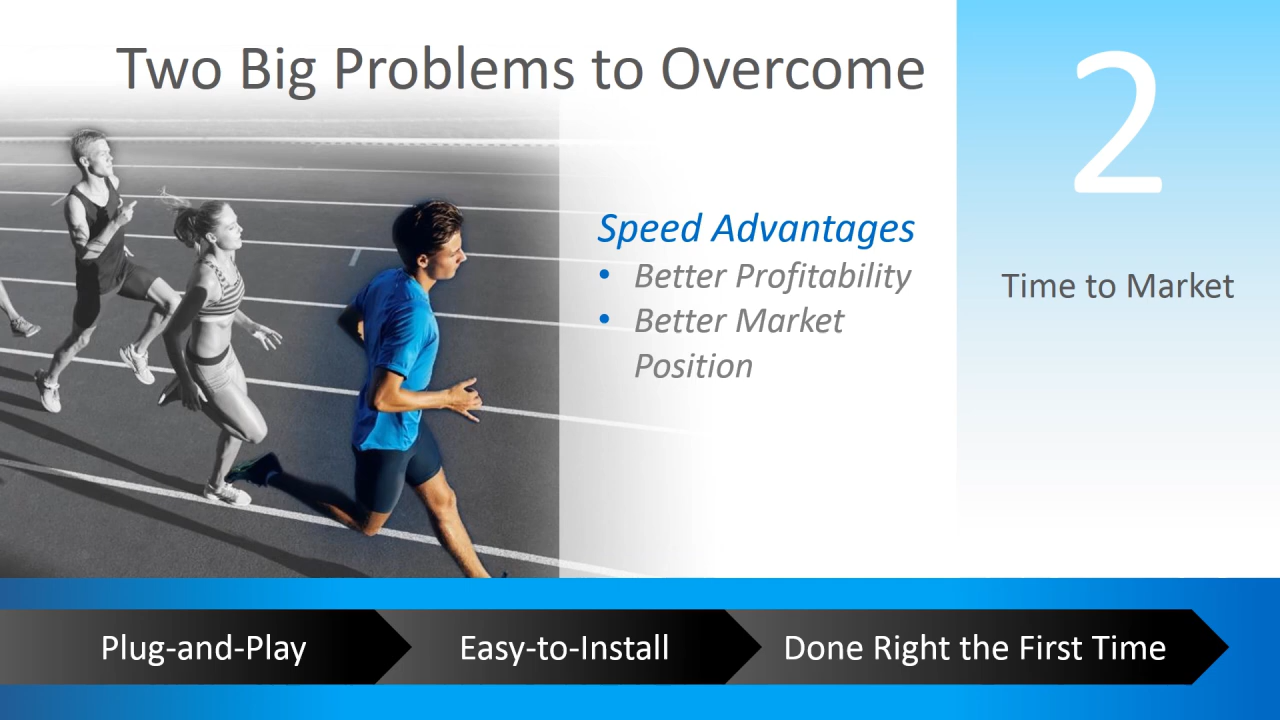 Two Big Problems to Overcome
2
Time to Market
Speed Advantages
• Better Profitability
• Better Market
Position
Plug-and-Play
Easy-to-Install
Done Right the First Time